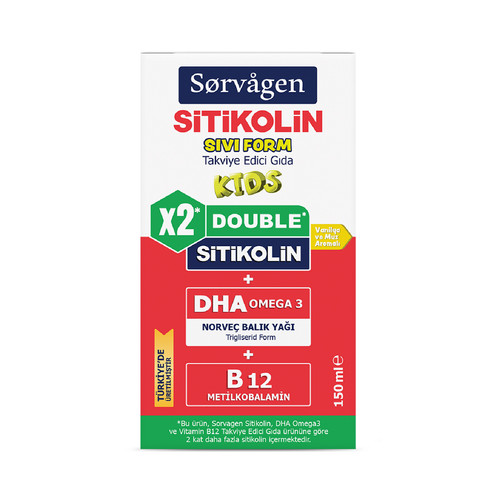 Sørvågen
SİTİKOLİN
SIVI FORM
Takviye Edici Gıda
KIDS
X2*
DOUBLE*
SİTİKOLİN
Vanilya
ve Muz
Aromalı
+
DHA OMEGA 3
NORVEÇ BALIK YAĞI
Trigliserid Form
+
B12
METİLKOBALAMİN
TÜRKİYE'DE
ÜRETİLMİŞTİR
150 ml e
*Bu ürün, Sorvagen Sitikolin, DHA Omega3
ve Vitamin B12 Takviye Edici Gıda ürününe göre
2 kat daha fazla sitikolin içermektedir.